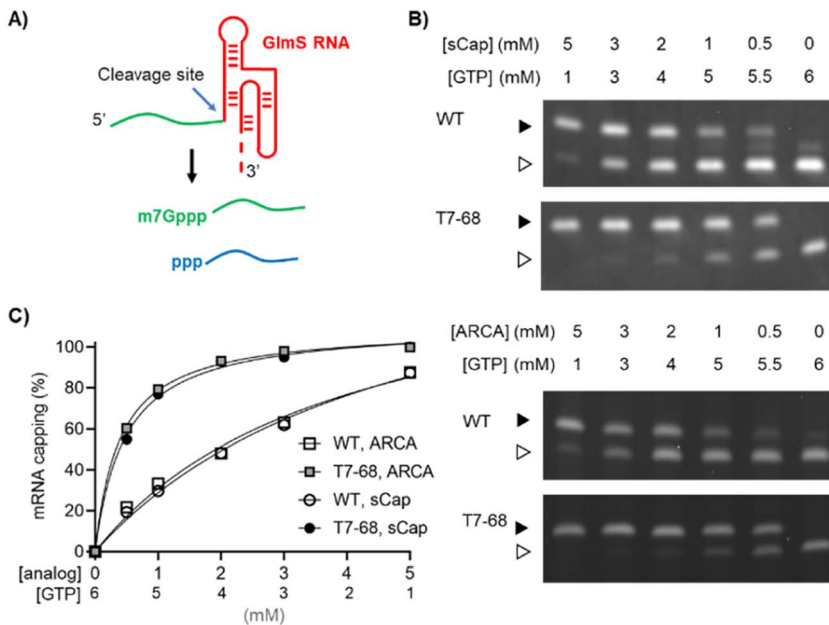 A)
GlmS RNA
Cleavage site
5’
3’
m7Gppp
ppp
B)
[sCap] (mM) 5 3 2 1 0.5 0
[GTP] (mM) 1 3 4 5 5.5 6
WT
T7-68
[ARCA] (mM) 5 3 2 1 0.5 0
[GTP] (mM) 1 3 4 5 5.5 6
WT
T7-68
C)
mRNA capping (%)
100
80
60
40
20
0
WT, ARCA
T7-68, ARCA
WT, sCap
T7-68, sCap
[analog] 0 1 2 3 4 5
[GTP] 6 5 4 3 2 1
(mM)